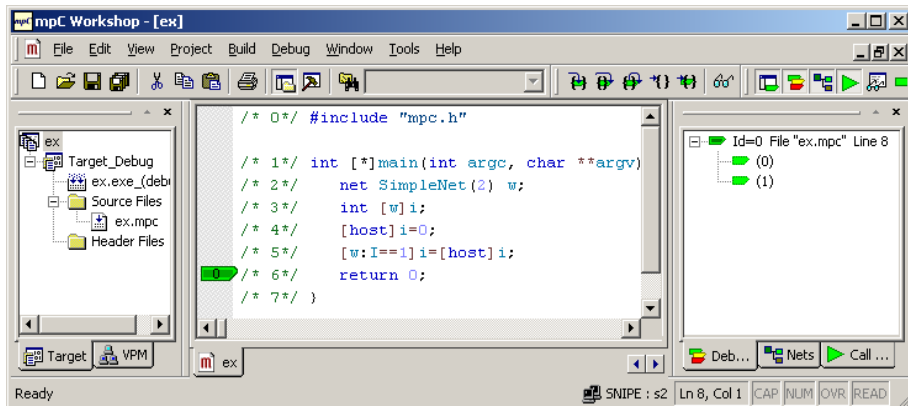 mpC Workshop - [ex]
File Edit View Project Build Debug Window Tools Help
ex
Target_Debug
ex.exe_(deb
Source Files
ex.mpc
Header Files
Target VPM
/* 0*/ #include "mpc.h"
/* 1*/ int [*]main(int argc, char **argv)
/* 2*/ net SimpleNet(2) w;
/* 3*/ int [w]i;
/* 4*/ [host]i=0;
/* 5*/ [w:I==1]i=[host]i;
0 /* 6*/ return 0;
/* 7*/ }
ex
Id=0 File "ex.mpc" Line 8
(0)
(1)
Deb... Nets Call ...
Ready SNIPE : s2 Ln 8, Col 1 CAP NUM OVR READ